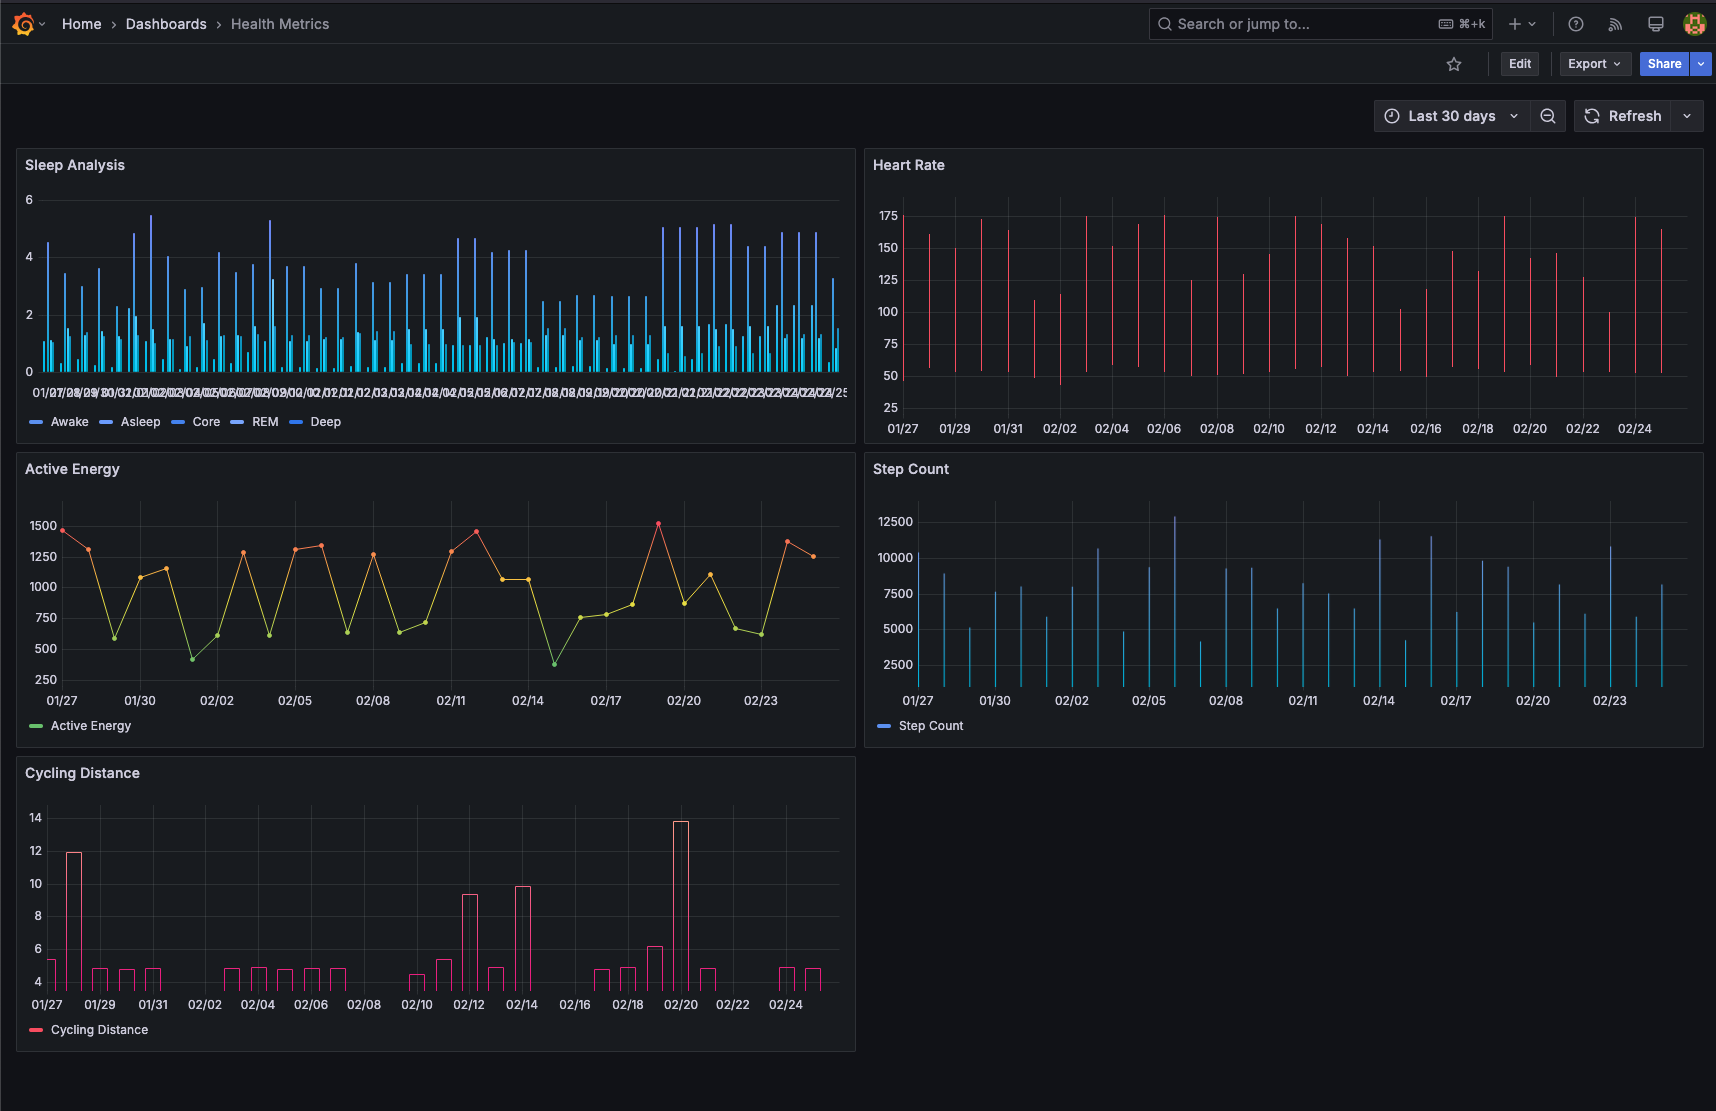 Home › Dashboards › Health Metrics
Search or jump to... ⌘+k
Edit Export Share
Last 30 days Refresh
Sleep Analysis
6
4
2
0
Awake Asleep Core REM Deep
Heart Rate
175
150
125
100
75
50
25
01/27 01/29 01/31 02/02 02/04 02/06 02/08 02/10 02/12 02/14 02/16 02/18 02/20 02/22 02/24
Active Energy
1500
1250
1000
750
500
250
01/27 01/30 02/02 02/05 02/08 02/11 02/14 02/17 02/20 02/23
Active Energy
Step Count
12500
10000
7500
5000
2500
01/27 01/30 02/02 02/05 02/08 02/11 02/14 02/17 02/20 02/23
Step Count
Cycling Distance
14
12
10
8
6
4
01/27 01/29 01/31 02/02 02/04 02/06 02/08 02/10 02/12 02/14 02/16 02/18 02/20 02/22 02/24
Cycling Distance